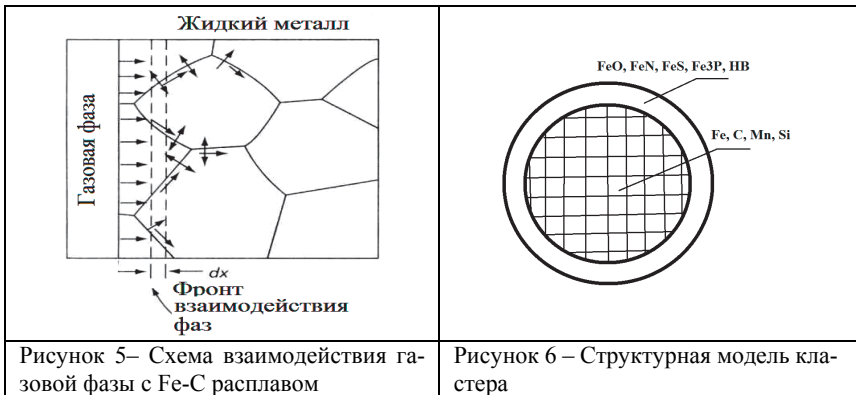 Жидкий металл
Газовая фаза
dx
Фронт
взаимодействия
фаз
FeO, FeN, FeS, Fe3P, НВ
Fe, C, Mn, Si
Рисунок 5– Схема взаимодействия га-
зовой фазы с Fe-C расплавом
Рисунок 6 – Структурная модель кла-
стера